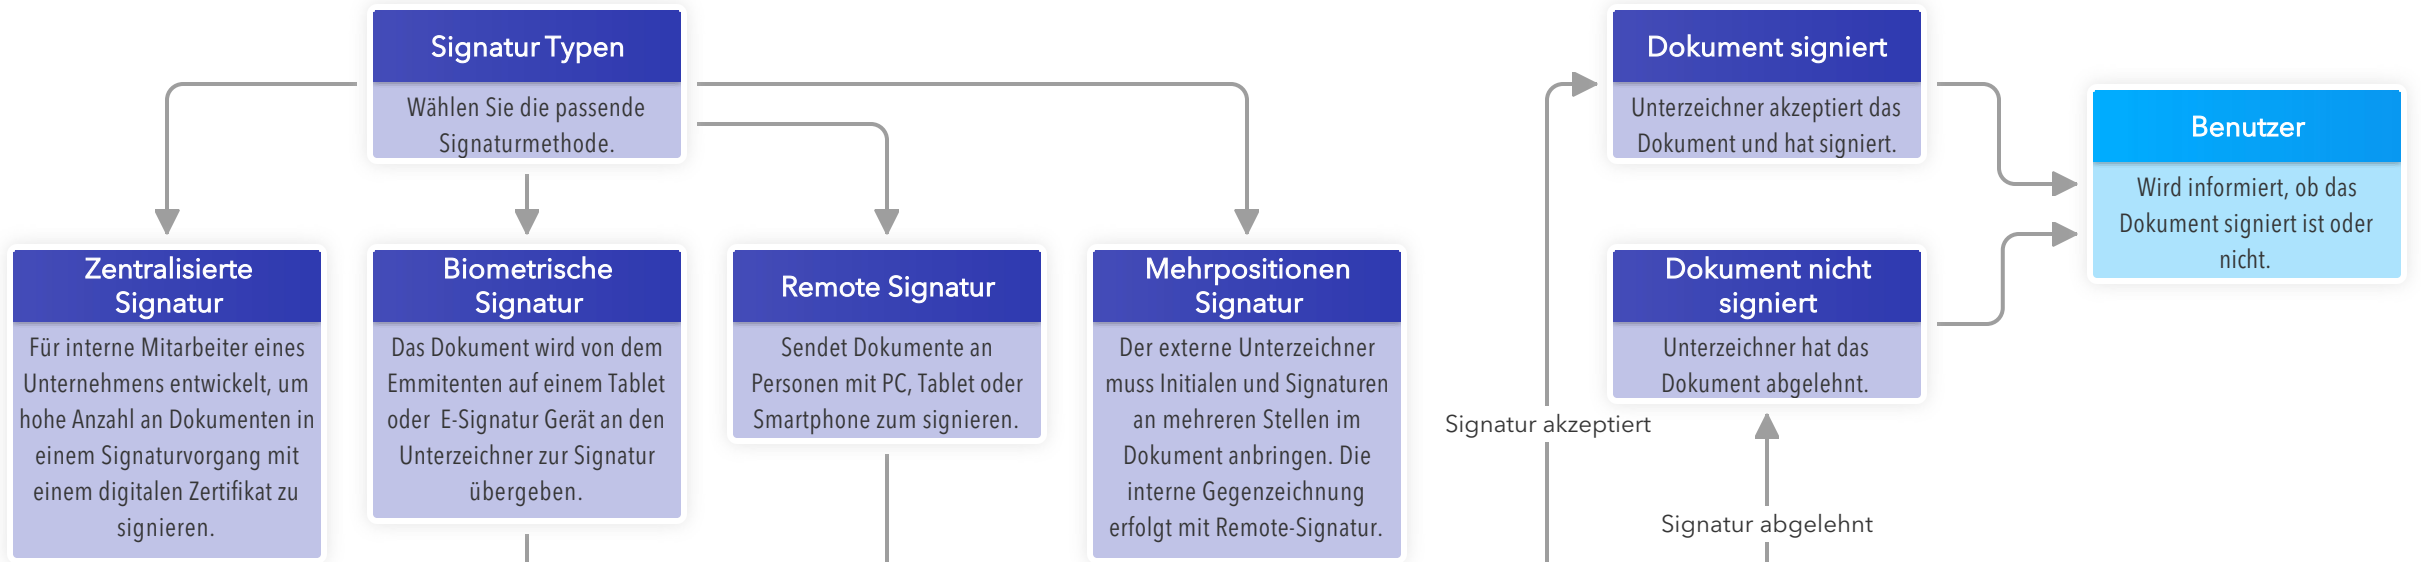 Signatur Typen
Wählen Sie die passende
Signaturmethode.
Zentralisierte
Signatur
Für interne Mitarbeiter eines
Unternehmens entwickelt, um
hohe Anzahl an Dokumenten in
einem Signaturvorgang mit
einem digitalen Zertifikat zu
signieren.
Biometrische
Signatur
Das Dokument wird von dem
Emmitenten auf einem Tablet
oder  E-Signatur Gerät an den
Unterzeichner zur Signatur
übergeben.
Remote Signatur
Sendet Dokumente an
Personen mit PC, Tablet oder
Smartphone zum signieren.
Mehrpositionen
Signatur
Der externe Unterzeichner
muss Initialen und Signaturen
an mehreren Stellen im
Dokument anbringen. Die
interne Gegenzeichnung
erfolgt mit Remote-Signatur.
Dokument signiert
Unterzeichner akzeptiert das
Dokument und hat signiert.
Signatur akzeptiert
Dokument nicht
signiert
Unterzeichner hat das
Dokument abgelehnt.
Signatur abgelehnt
Benutzer
Wird informiert, ob das
Dokument signiert ist oder
nicht.